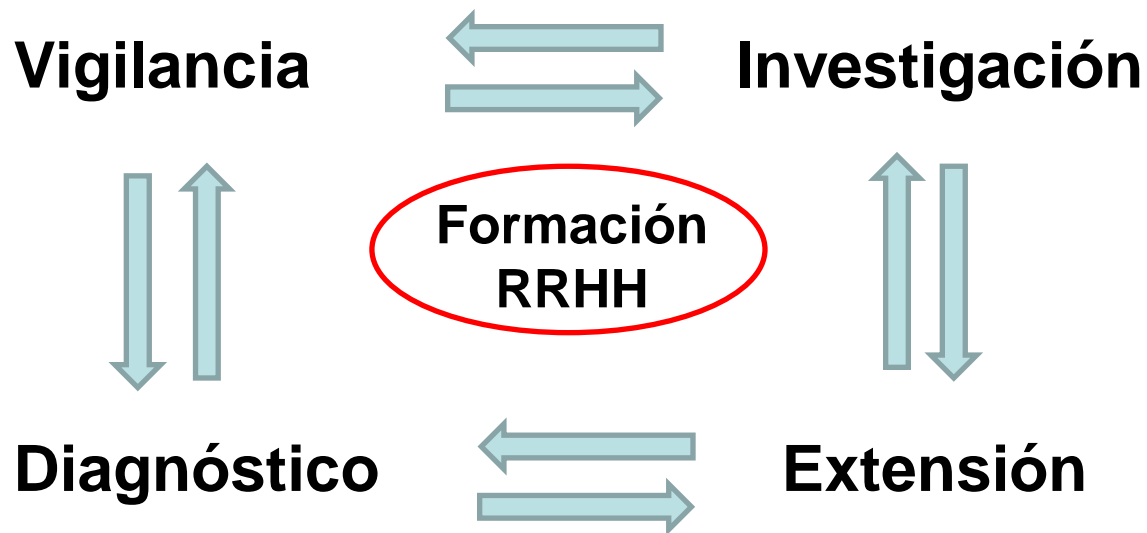 Vigilancia
Investigación
Formación
RRHH
Diagnóstico
Extensión